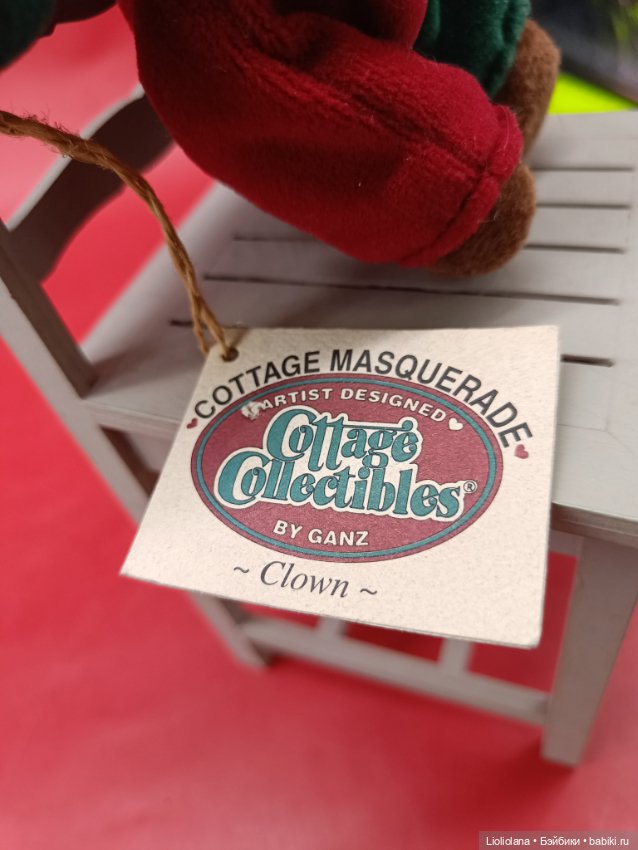 COTTAGE MASQUERADE
ARTIST DESIGNED
Cottage
Collectibles®
BY GANZ
~ Clown ~
Lioliolana • Бэйбики • babiki.ru